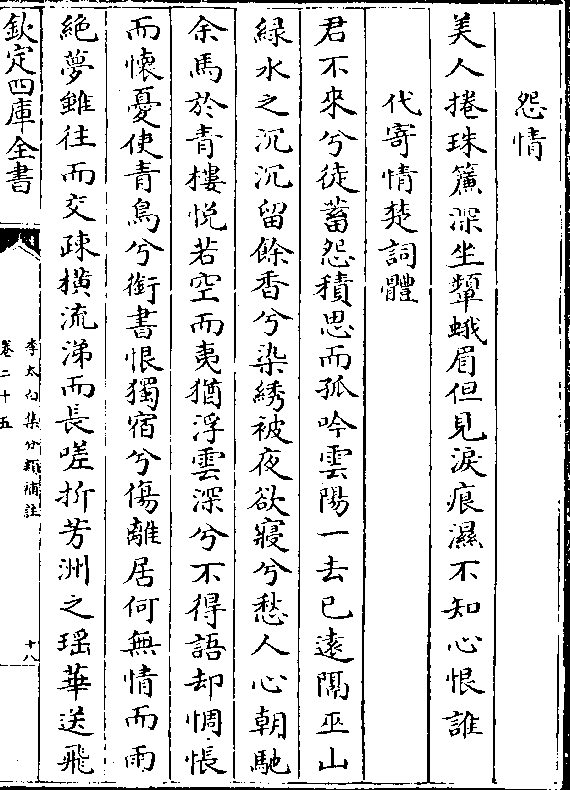 怨情
美人捲珠簾深坐顰蛾眉但見淚痕濕不知心恨誰
代寄情楚詞體
君不來兮徒蓄怨積思而孤吟雲陽一去已遠隔巫山
緑水之沉沉留餘香兮染綉被夜欲寢兮愁人心朝馳
余馬於青樓怳若空而夷猶浮雲深兮不得語却惆悵
而懷憂使青鳥兮銜書恨獨宿兮傷離居何無情而雨
絶夢雖往而交疎橫流涕而長嗟折芳洲之瑶華送飛
欽定四庫全書
李太白集分類補註
卷二十五
十八